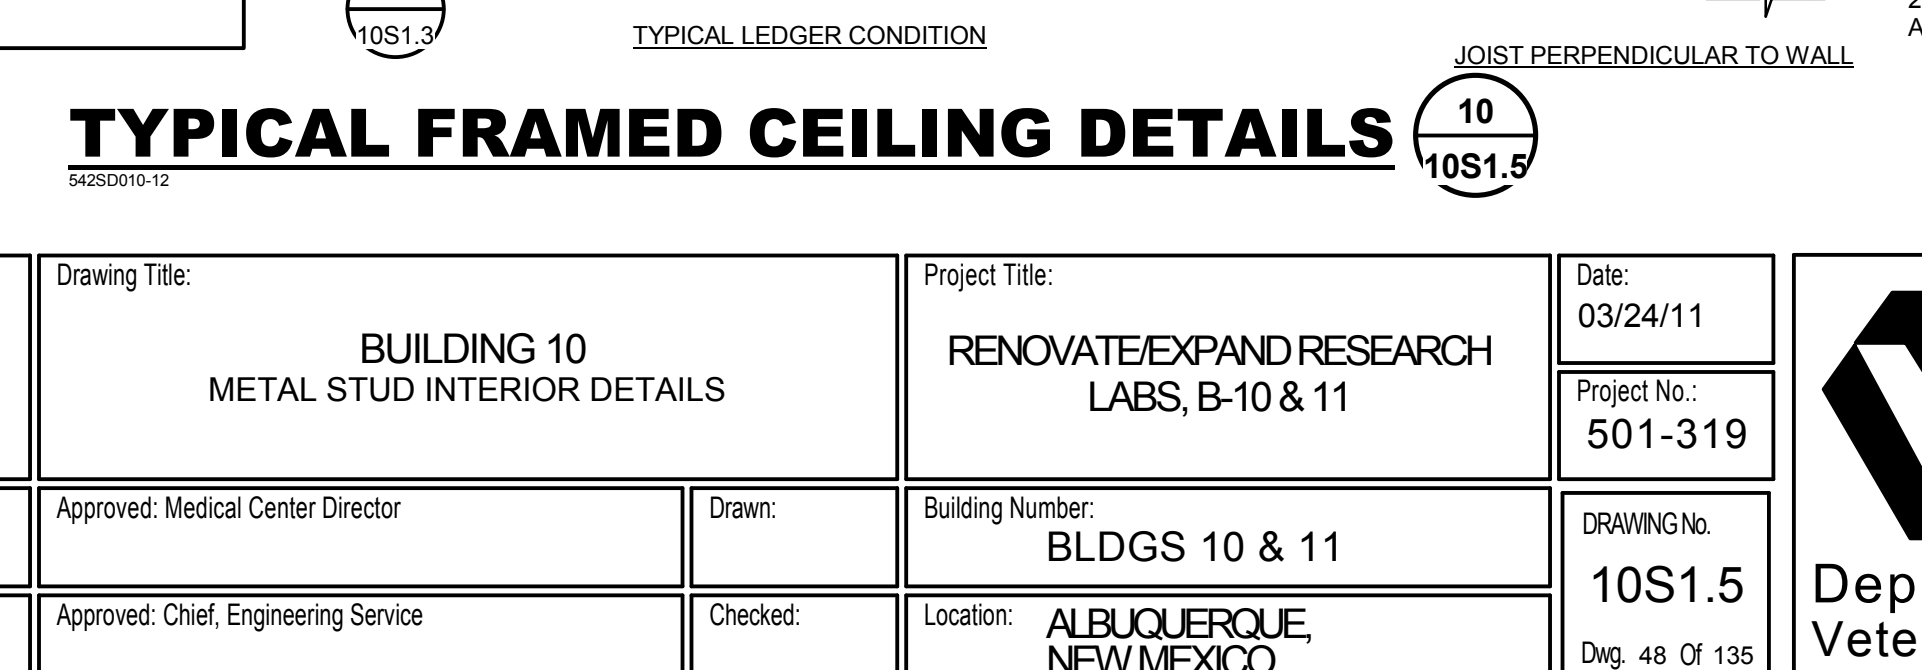 10S1.3
TYPICAL LEDGER CONDITION
JOIST PERPENDICULAR TO WALL
TYPICAL FRAMED CEILING DETAILS
10
10S1.5
542SD010-12
Drawing Title:
BUILDING 10
METAL STUD INTERIOR DETAILS
Project Title:
RENOVATE/EXPAND RESEARCH
LABS, B-10 & 11
Date:
03/24/11
Project No.:
501-319
Approved: Medical Center Director
Drawn:
Building Number:
BLDGS 10 & 11
DRAWING No.
10S1.5
Dwg. 48 Of 135
Approved: Chief, Engineering Service
Checked:
Location:
ALBUQUERQUE,
NEW MEXICO
Dep
Vete